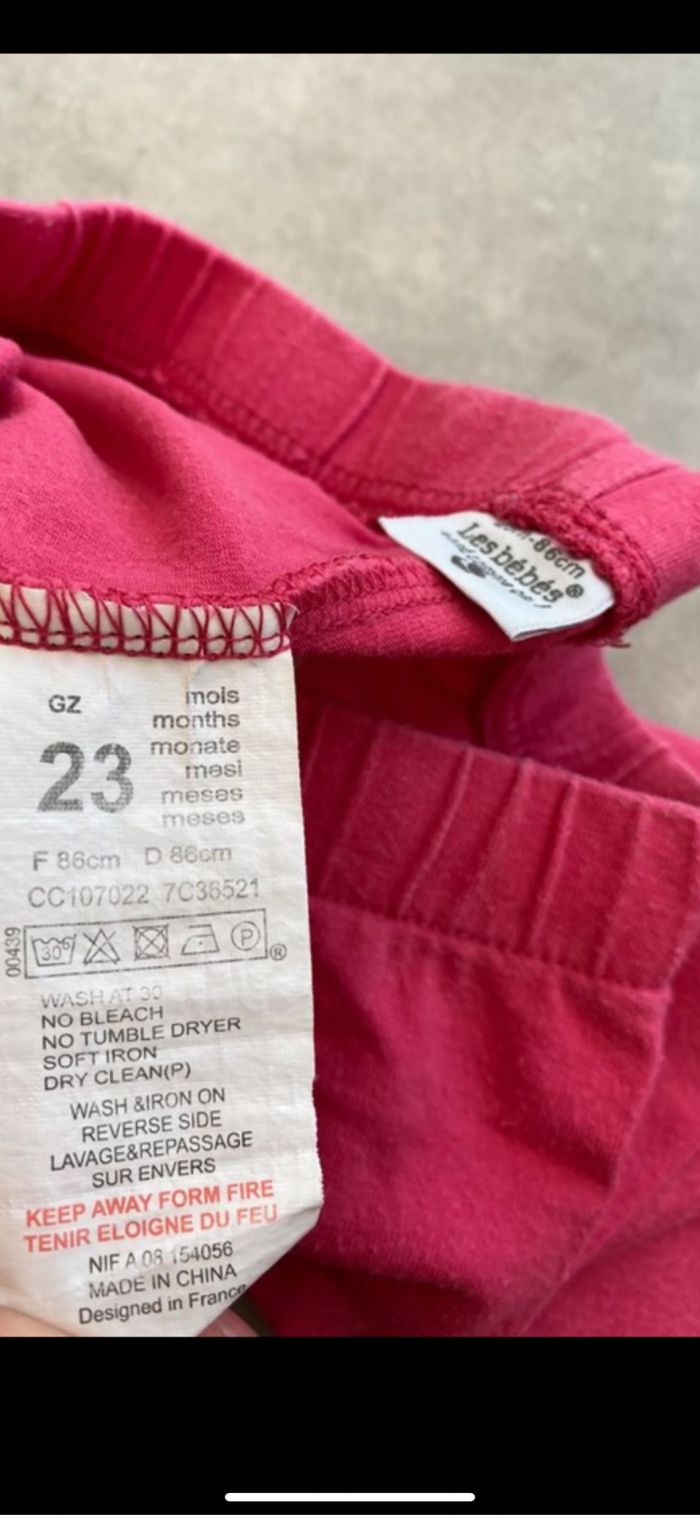 86cm
Les bébés®
GZ
mois
months
23
monate
mesi
meses
meses
F 86cm D 86cm
CC107022 7C36521
00439
30°
P
®
WASH AT 30
NO BLEACH
NO TUMBLE DRYER
SOFT IRON
DRY CLEAN(P)
WASH &IRON ON
REVERSE SIDE
LAVAGE&REPASSAGE
SUR ENVERS
KEEP AWAY FORM FIRE
TENIR ELOIGNE DU FEU
NIF A 08 154056
MADE IN CHINA
Designed in France